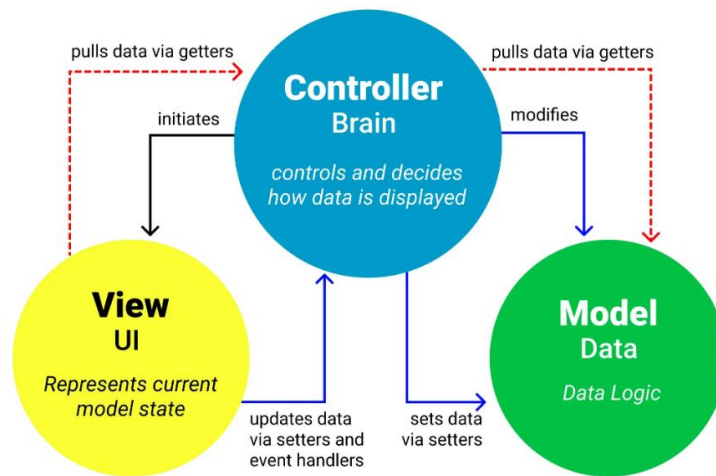 pulls data via getters
pulls data via getters
Controller
Brain
initiates
modifies
controls and decides
how data is displayed
View
UI
Represents current
model state
Model
Data
Data Logic
updates data
via setters and
event handlers
sets data
via setters